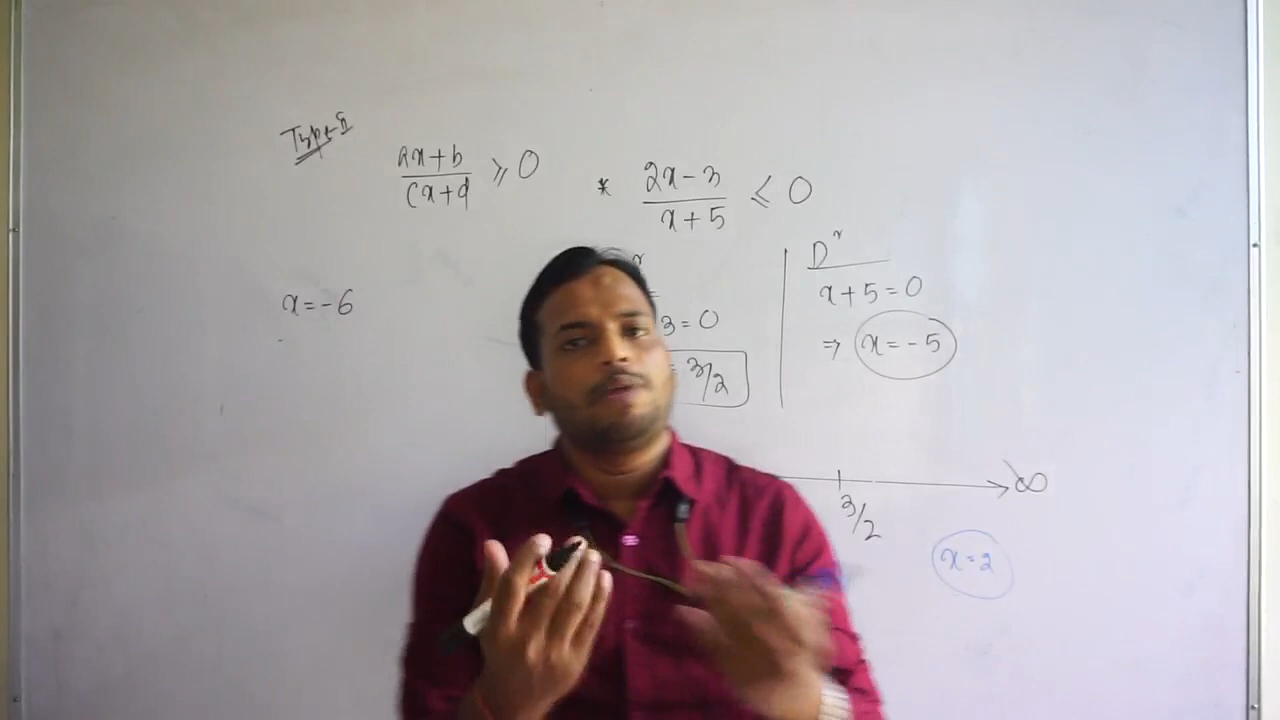 Type-I
ax+b / cx+d ≥ 0
* 2x-3 / x+5 ≤ 0
Dʳ
x+5=0
⇒ x=-5
3=0
3/2
x=-6
∞
3/2
x=2